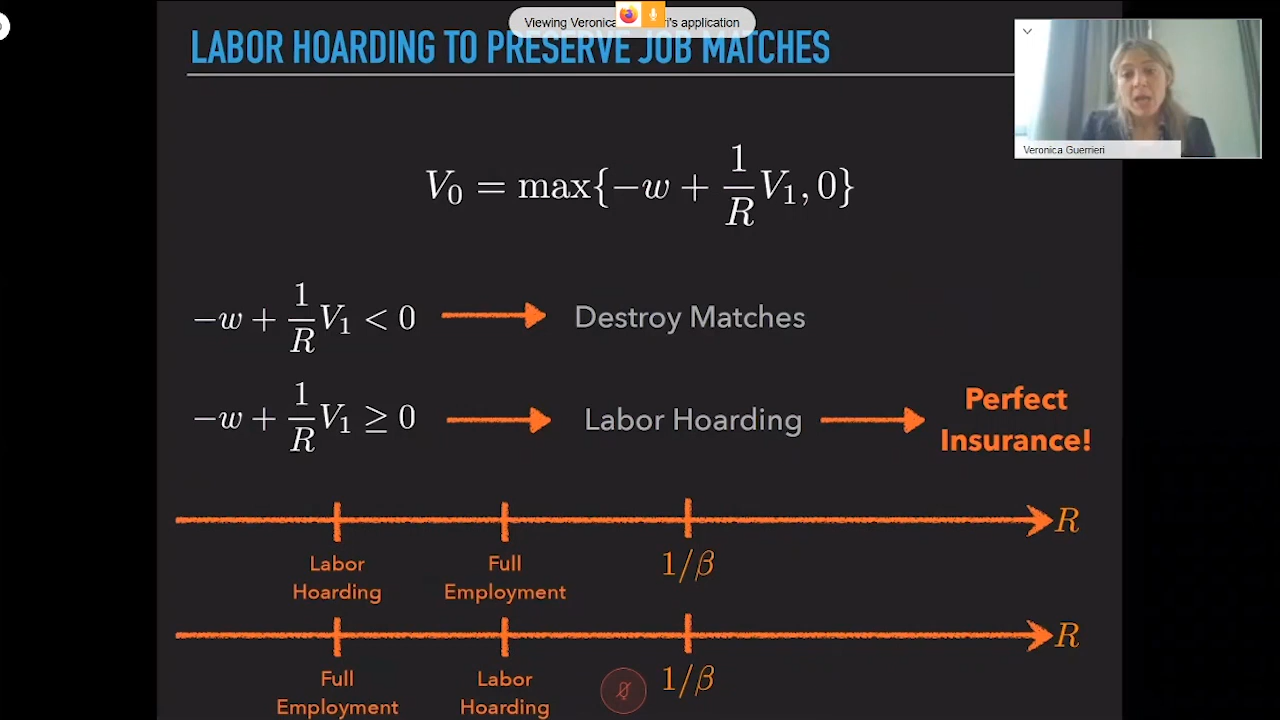 Viewing Veronica ri's application
LABOR HOARDING TO PRESERVE JOB MATCHES
Veronica Guerrieri
V₀ = max{−w + 1/R V₁, 0}
−w + 1/R V₁ < 0 Destroy Matches
−w + 1/R V₁ ≥ 0 Labor Hoarding Perfect Insurance!
R
Labor Hoarding Full Employment 1/β
R
Full Employment Labor Hoarding 1/β